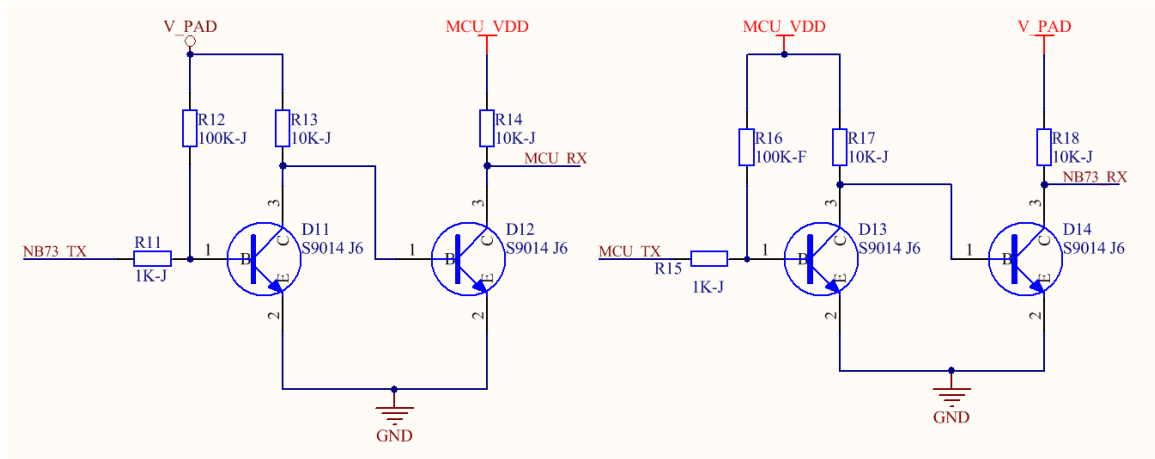 V_PAD
MCU_VDD
MCU_VDD
V_PAD
R12
100K-J
R13
10K-J
R14
10K-J
MCU_RX
R16
100K-F
R17
10K-J
R18
10K-J
NB73_RX
NB73_TX
R11
1K-J
1
B
3
C
E
2
D11
S9014 J6
1
B
3
C
E
2
D12
S9014 J6
MCU_TX
R15
1K-J
1
B
3
C
E
2
D13
S9014 J6
1
B
3
C
E
2
D14
S9014 J6
GND
GND